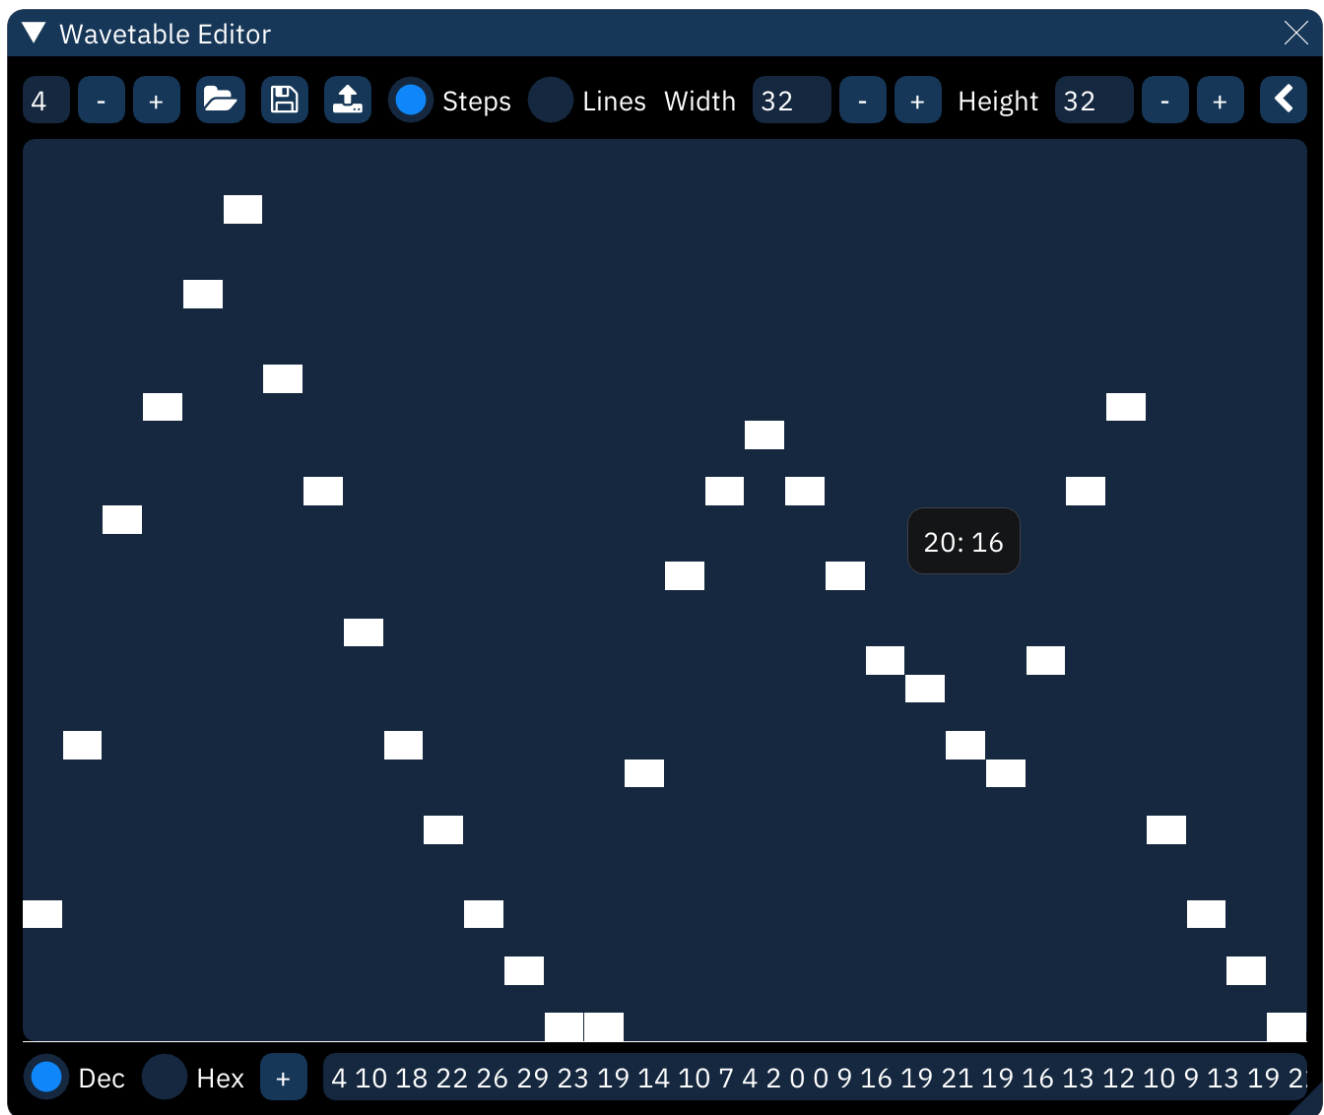 Wavetable Editor
4 - + Steps Lines Width 32 - + Height 32 - +
20: 16
Dec Hex + 4 10 18 22 26 29 23 19 14 10 7 4 2 0 0 9 16 19 21 19 16 13 12 10 9 13 19 2